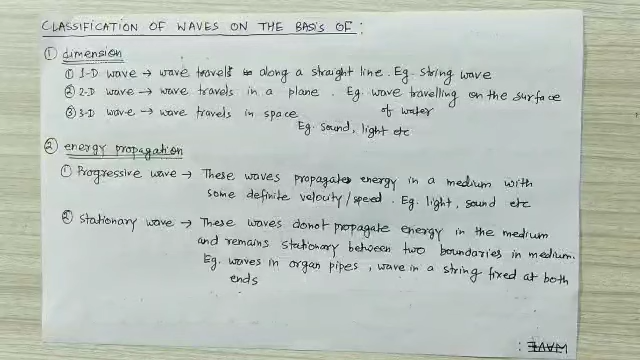 CLASSIFICATION OF WAVES ON THE BASIS OF :
① dimension
① 1-D wave → wave travels along a straight line. Eg. string wave
② 2-D wave → wave travels in a plane. Eg. wave travelling on the surface of water
③ 3-D wave → wave travels in space
Eg. sound, light etc
② energy propagation
① Progressive wave → These waves propagate energy in a medium with
some definite velocity/speed. Eg. light, sound etc
② Stationary wave → These waves donot propagate energy in the medium
and remains stationary between two boundaries in medium.
Eg. waves in organ pipes, wave in a string fixed at both
ends
WAVE :